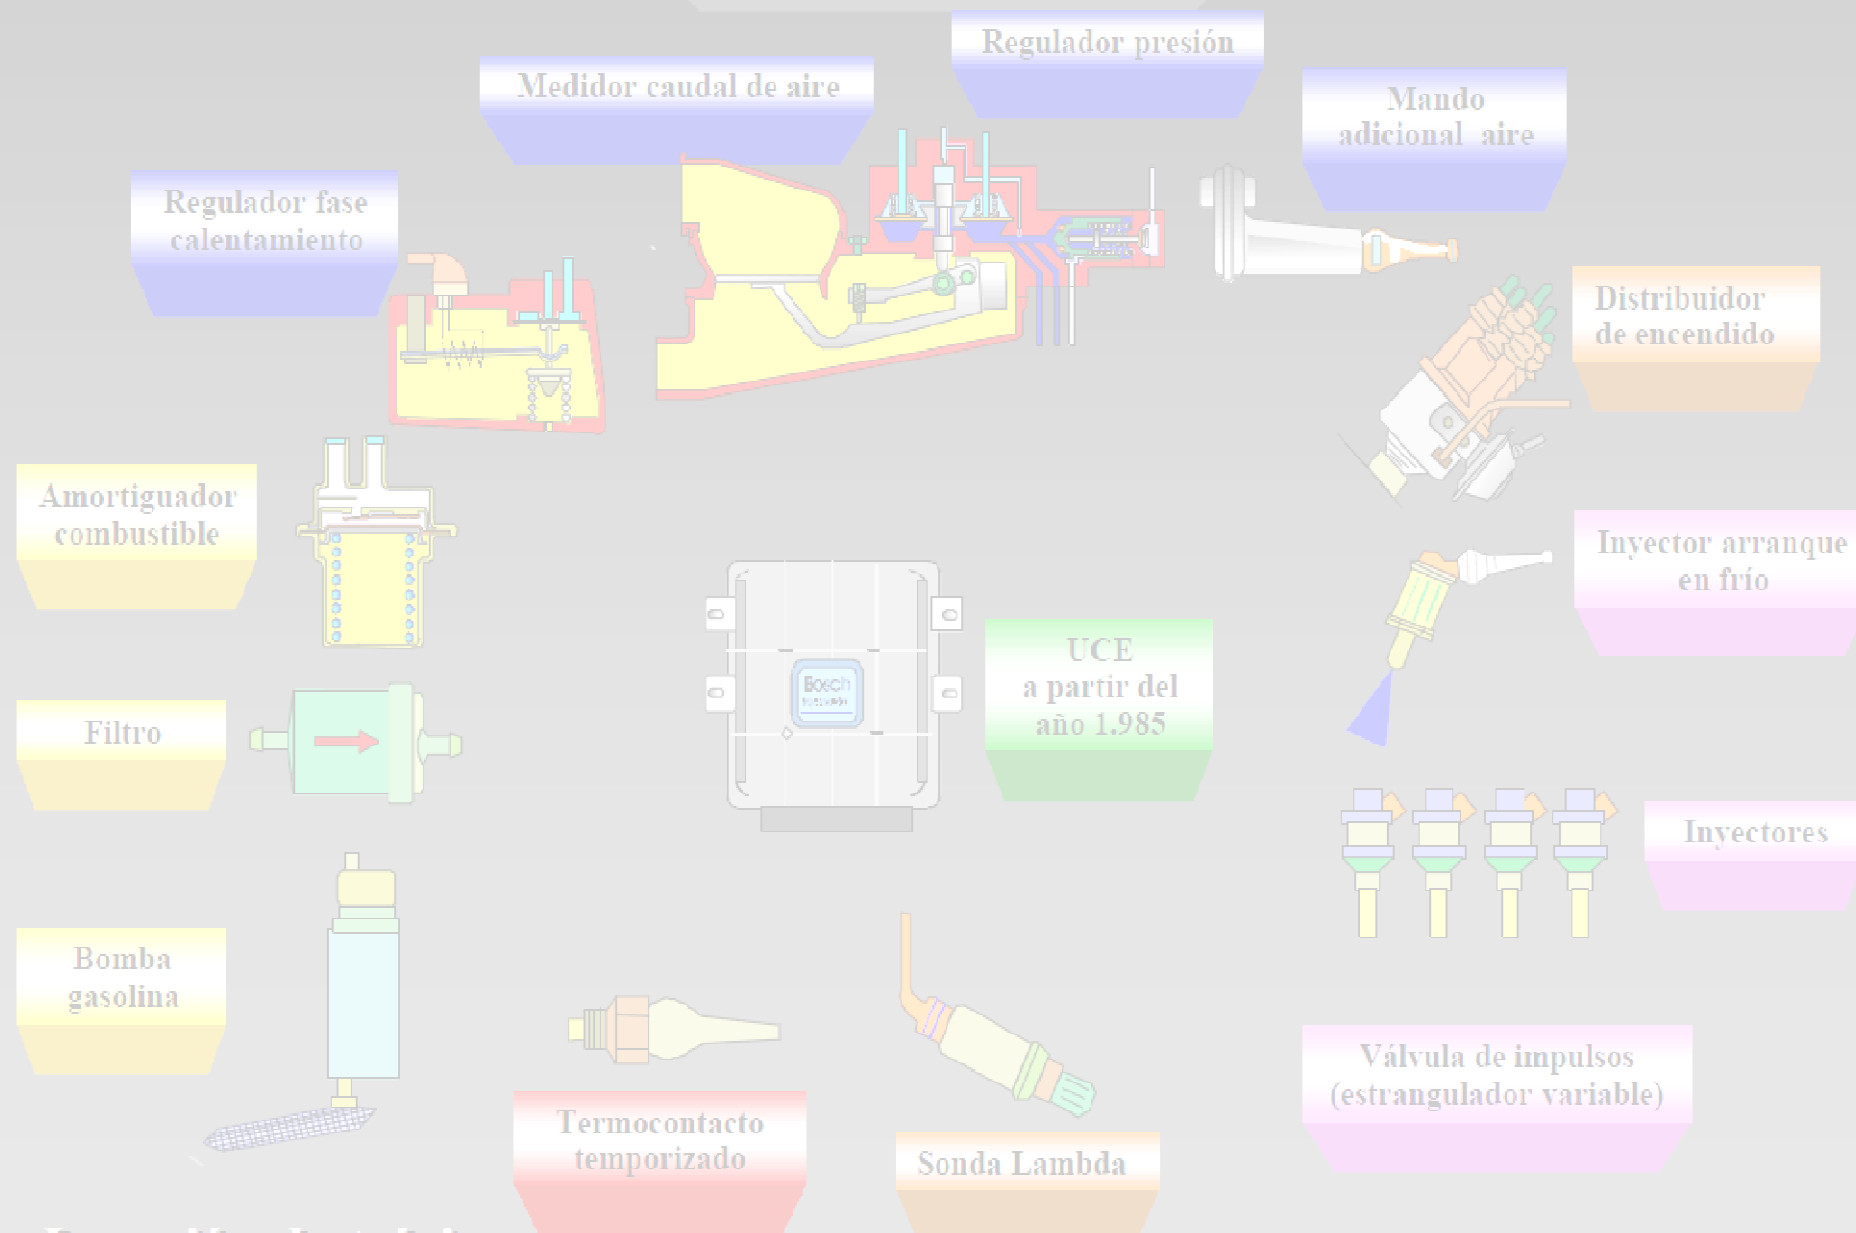 Regulador presión
Medidor caudal de aire
Mando
adicional aire
Regulador fase
calentamiento
Distribuidor
de encendido
Amortiguador
combustible
Inyector arranque
en frío
UCE
a partir del
año 1.985
Bosch
Filtro
Inyectores
Bomba
gasolina
Válvula de impulsos
(estrangulador variable)
Termocontacto
temporizado
Sonda Lambda